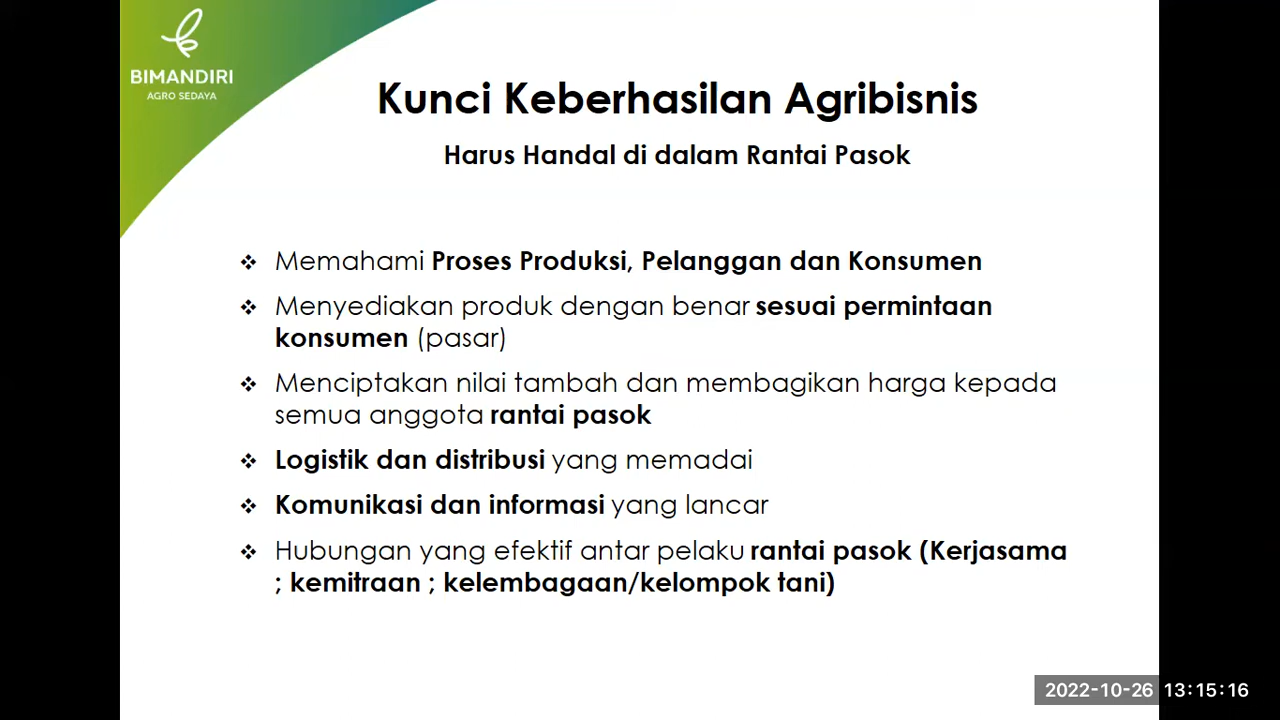 BIMANDIRI
AGRO SEDAYA
Kunci Keberhasilan Agribisnis
Harus Handal di dalam Rantai Pasok
❖ Memahami Proses Produksi, Pelanggan dan Konsumen
❖ Menyediakan produk dengan benar sesuai permintaan
konsumen (pasar)
❖ Menciptakan nilai tambah dan membagikan harga kepada
semua anggota rantai pasok
❖ Logistik dan distribusi yang memadai
❖ Komunikasi dan informasi yang lancar
❖ Hubungan yang efektif antar pelaku rantai pasok (Kerjasama
; kemitraan ; kelembagaan/kelompok tani)
2022-10-26 13:15:16